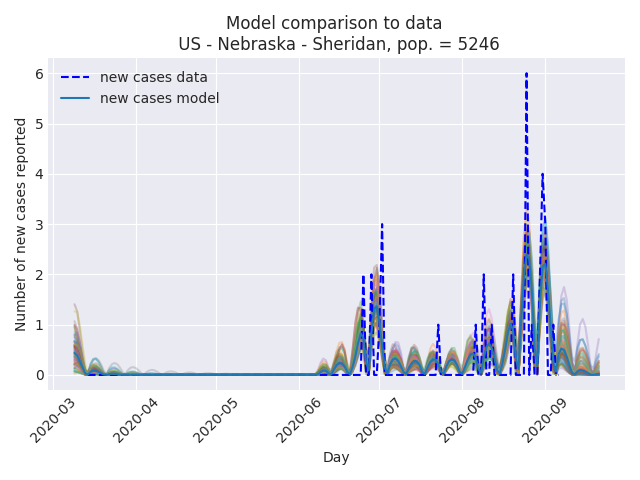 Model comparison to data
US - Nebraska - Sheridan, pop. = 5246
new cases data
new cases model
Number of new cases reported
6
5
4
3
2
1
0
2020-03
2020-04
2020-05
2020-06
2020-07
2020-08
2020-09
Day